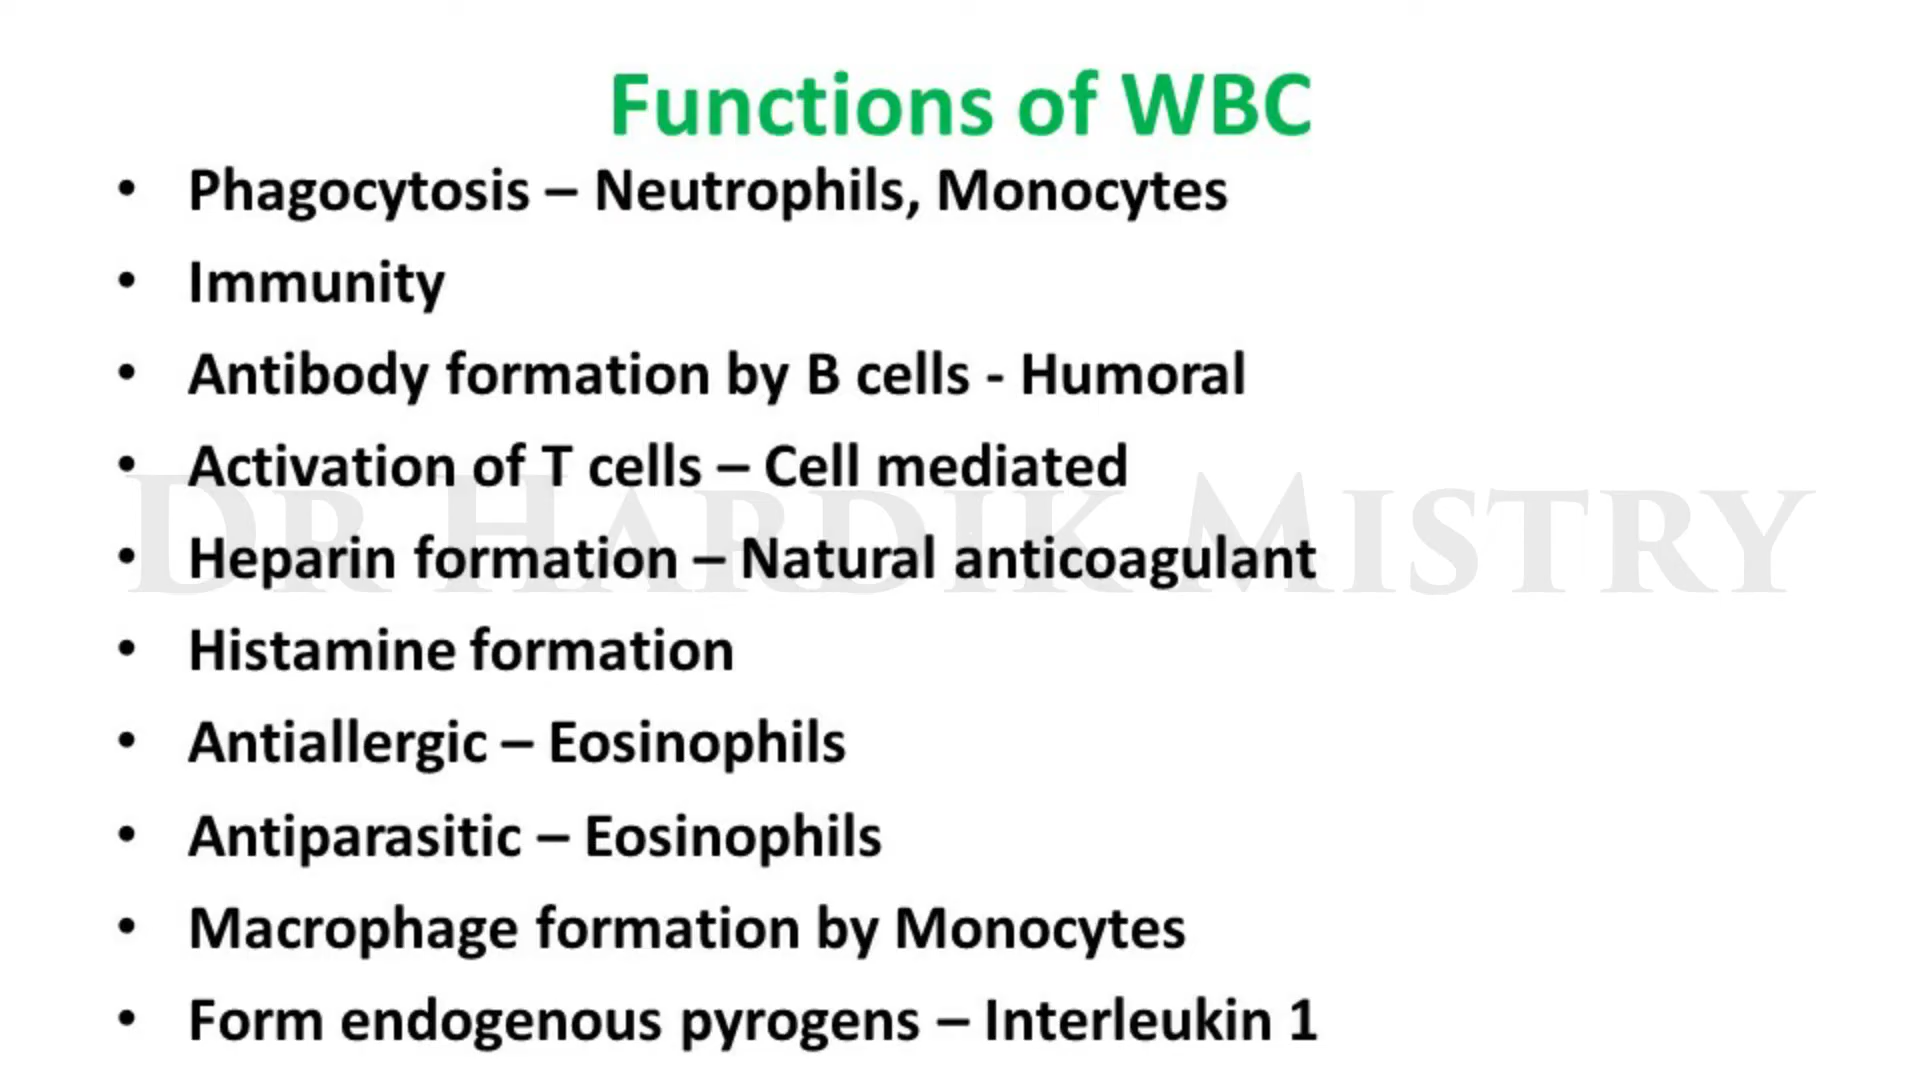 Functions of WBC
• Phagocytosis – Neutrophils, Monocytes
• Immunity
• Antibody formation by B cells - Humoral
• Activation of T cells – Cell mediated
DR HARDIK MISTRY
• Heparin formation – Natural anticoagulant
• Histamine formation
• Antiallergic – Eosinophils
• Antiparasitic – Eosinophils
• Macrophage formation by Monocytes
• Form endogenous pyrogens – Interleukin 1